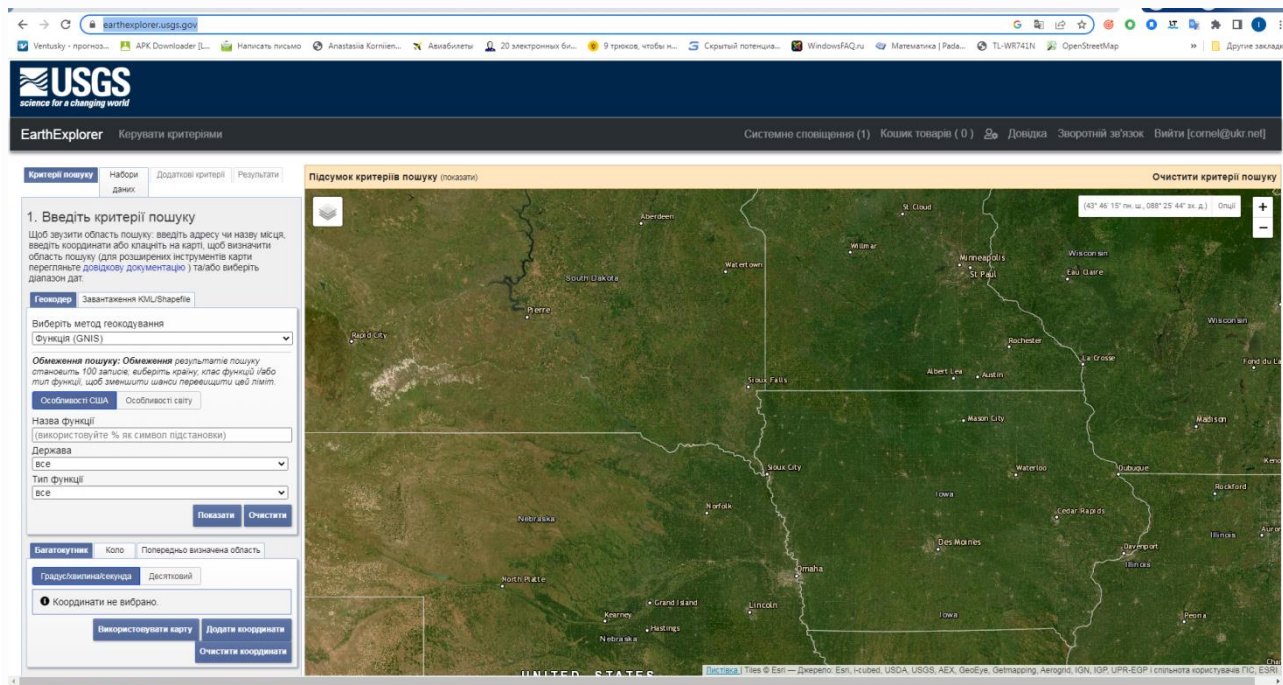 earthexplorer.usgs.gov
Ventusky - прогноз...
APK Downloader [L...
Написать письмо
Anastasiia Korniien...
Авиабилеты
20 электронных би...
9 трюков, чтобы н...
Скрытый потенциа...
WindowsFAQ.ru
Математика | Pada...
TL-WR741N
OpenStreetMap
»
Другие заклад
USGS
science for a changing world
EarthExplorer
Керувати критеріями
Системне сповіщення (1)
Кошик товарів ( 0 )
Довідка
Зворотній зв'язок
Вийти [cornel@ukr.net]
Критерії пошуку
Набори
даних
Додаткові критерії
Результати
1. Введіть критерії пошуку
Щоб звузити область пошуку: введіть адресу чи назву місця,
введіть координати або клацніть на карті, щоб визначити
область пошуку (для розширених інструментів карти
перегляньте довідкову документацію ) та/або виберіть
діапазон дат.
Геокодер
Завантаження KML/Shapefile
Виберіть метод геокодування
Функція (GNIS)
Обмеження пошуку: Обмеження результатів пошуку
становить 100 записів; виберіть країну, клас функцій і/або
тип функції, щоб зменшити шанси перевищити цей ліміт.
Особливості США
Особливості світу
Назва функції
(використовуйте % як символ підстановки)
Держава
все
Тип функції
все
Показати
Очистити
Багатокутник
Коло
Попередньо визначена область
Градус/хвилина/секунда
Десятковий
Координати не вибрано.
Використовувати карту
Додати координати
Очистити координати
Підсумок критеріїв пошуку (показати)
Очистити критерії пошуку
(43° 46' 15" пн. ш., 088° 25' 44" зх. д.)
Опції
+
−
Aberdeen
St. Cloud
Willmar
Watertown
Minneapolis
St. Paul
Wisconsin
Eau Claire
South Dakota
Pierre
Rapid City
Wisconsin
Rochester
La Crosse
Fond du La
Albert Lea
Austin
Sioux Falls
Mason City
Madison
Sioux City
Waterloo
Dubuque
Keno
Rockford
Iowa
Norfolk
Nebraska
Cedar Rapids
Auror
Des Moines
Davenport
Illinois
Illinois
North Platte
Omaha
Grand Island
Lincoln
Kearney
Iowa
Peoria
Hastings
Nebraska
UNITED STATES
Листівка | Tiles © Esri — Джерело: Esri, i-cubed, USDA, USGS, AEX, GeoEye, Getmapping, Aerogrid, IGN, IGP, UPR-EGP і спільнота користувачів ГІС, ESRI